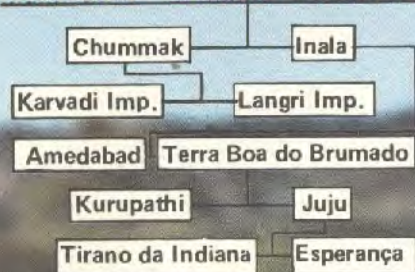 Chummak Inala
Karvadi Imp. Langri Imp.
Amedabad Terra Boa do Brumado
Kurupathi Juju
Tirano da Indiana Esperança